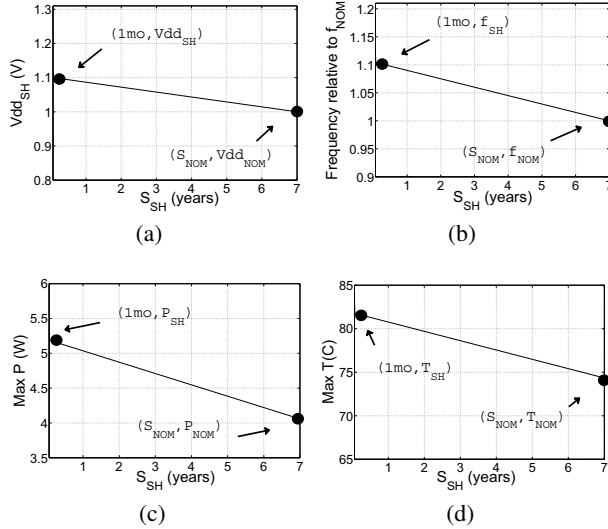 1.3
1.2
1.1
1
0.9
0.8
Vdd_SH (V)
(1mo,Vdd_SH)
(S_NOM,Vdd_NOM)
1 2 3 4 5 6 7
S_SH (years)
(a)
1.2
1.15
1.10
1.05
1.00
0.95
0.9
Frequency relative to f_NOM
(1mo,f_SH)
(S_NOM,f_NOM)
1 2 3 4 5 6 7
S_SH (years)
(b)
6
5.5
5
4.5
4
3.5
Max P (W)
(1mo,P_SH)
(S_NOM,P_NOM)
1 2 3 4 5 6 7
S_SH (years)
(c)
85
80
75
70
65
Max T(C)
(1mo,T_SH)
(S_NOM,T_NOM)
1 2 3 4 5 6 7
S_SH (years)
(d)